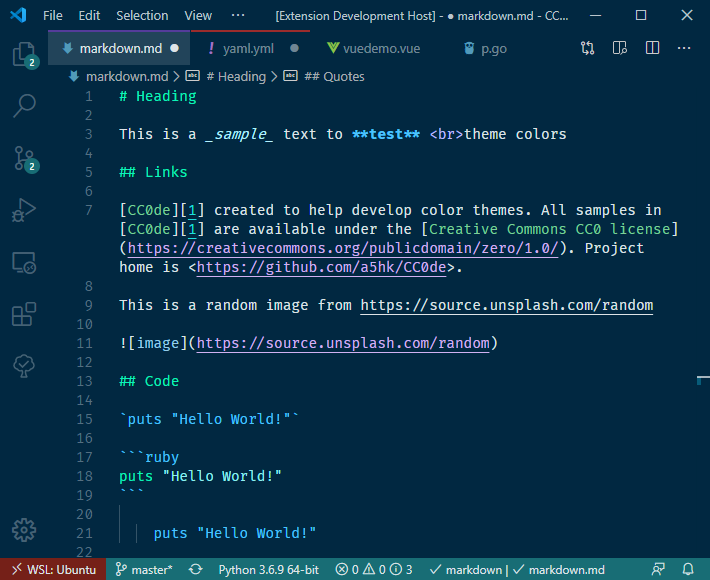 File Edit Selection View ··· [Extension Development Host] - ● markdown.md - CC...
markdown.md ● ! yaml.yml ● vuedemo.vue p.go ···
markdown.md > # Heading > ## Quotes
1 # Heading
2
3 This is a _sample_ text to **test** <br>theme colors
4
5 ## Links
6
7 [CC0de][1] created to help develop color themes. All samples in
[CC0de][1] are available under the [Creative Commons CC0 license]
(https://creativecommons.org/publicdomain/zero/1.0/). Project
home is <https://github.com/a5hk/CC0de>.
8
9 This is a random image from https://source.unsplash.com/random
10
11 ![image](https://source.unsplash.com/random)
12
13 ## Code
14
15 `puts "Hello World!"`
16
17 ```ruby
18 puts "Hello World!"
19 ```
20
21 puts "Hello World!"
22
2
2
WSL: Ubuntu master* Python 3.6.9 64-bit 0 0 3 markdown | markdown.md